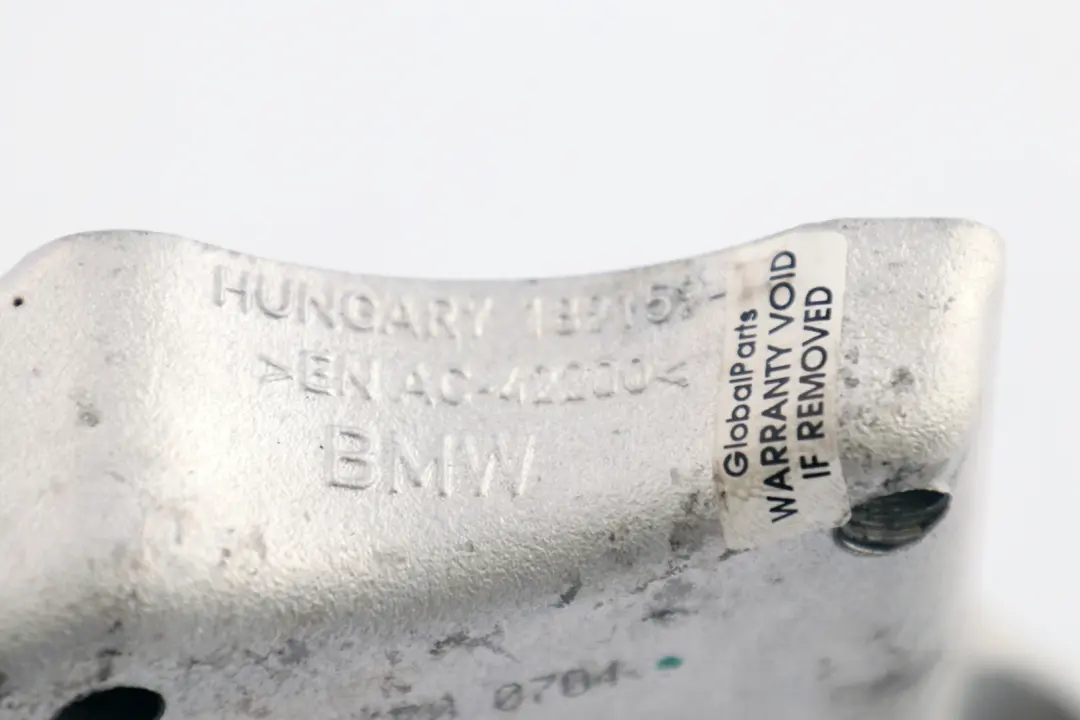 HUNGARY
>EN AC-42200<
BMW
GlobalParts
WARRANTY VOID
IF REMOVED
0704